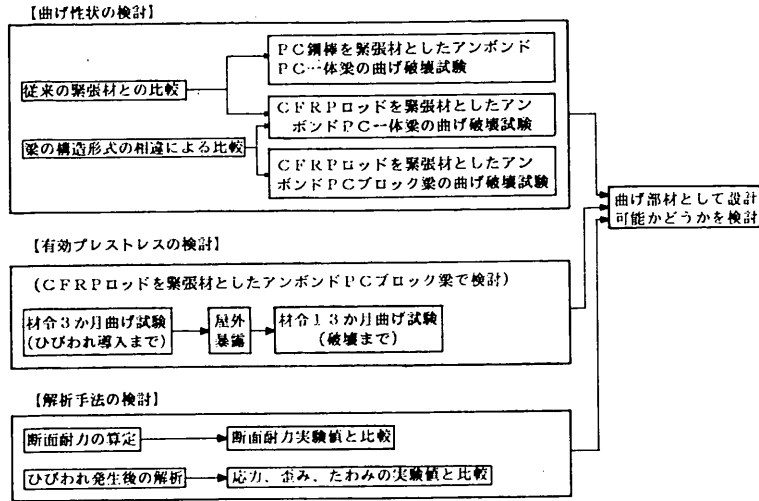 【曲げ性状の検討】
従来の緊張材との比較
梁の構造形式の相違による比較
PC鋼棒を緊張材としたアンボンド
PC一体梁の曲げ破壊試験
CFRPロッドを緊張材としたアン
ボンドPC一体梁の曲げ破壊試験
CFRPロッドを緊張材としたアン
ボンドPCブロック梁の曲げ破壊試験
曲げ部材として設計
可能かどうかを検討
【有効プレストレスの検討】
(CFRPロッドを緊張材としたアンボンドPCブロック梁で検討)
材令3か月曲げ試験
(ひびわれ導入まで)
屋外
暴露
材令13か月曲げ試験
(破壊まで)
【解析手法の検討】
断面耐力の算定
断面耐力実験値と比較
ひびわれ発生後の解析
応力、歪み、たわみの実験値と比較